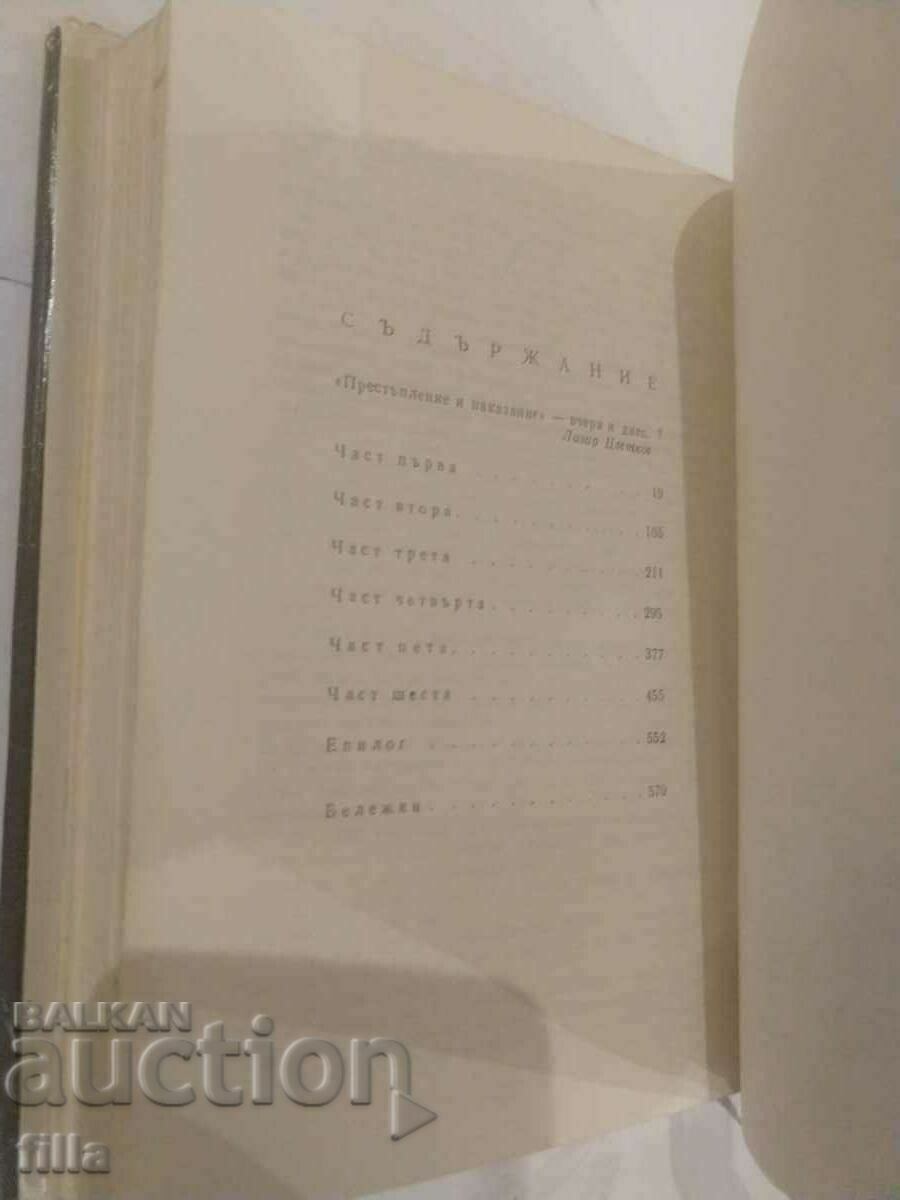 СЪДЪРЖАНИЕ
«Престъпление и наказание» — вчера и днес. 7
Лазар Цветков
Част първа . . . . . . . . . 19
Част втора. . . . . . . . . . 105
Част трета . . . . . . . . . 211
Част четвърта. . . . . . . . 295
Част пета. . . . . . . . . . 377
Част шеста . . . . . . . . . 455
Епилог . . . . . . . . . . . 552
Бележки. . . . . . . . . . . 570
BALKAN
auction
filla